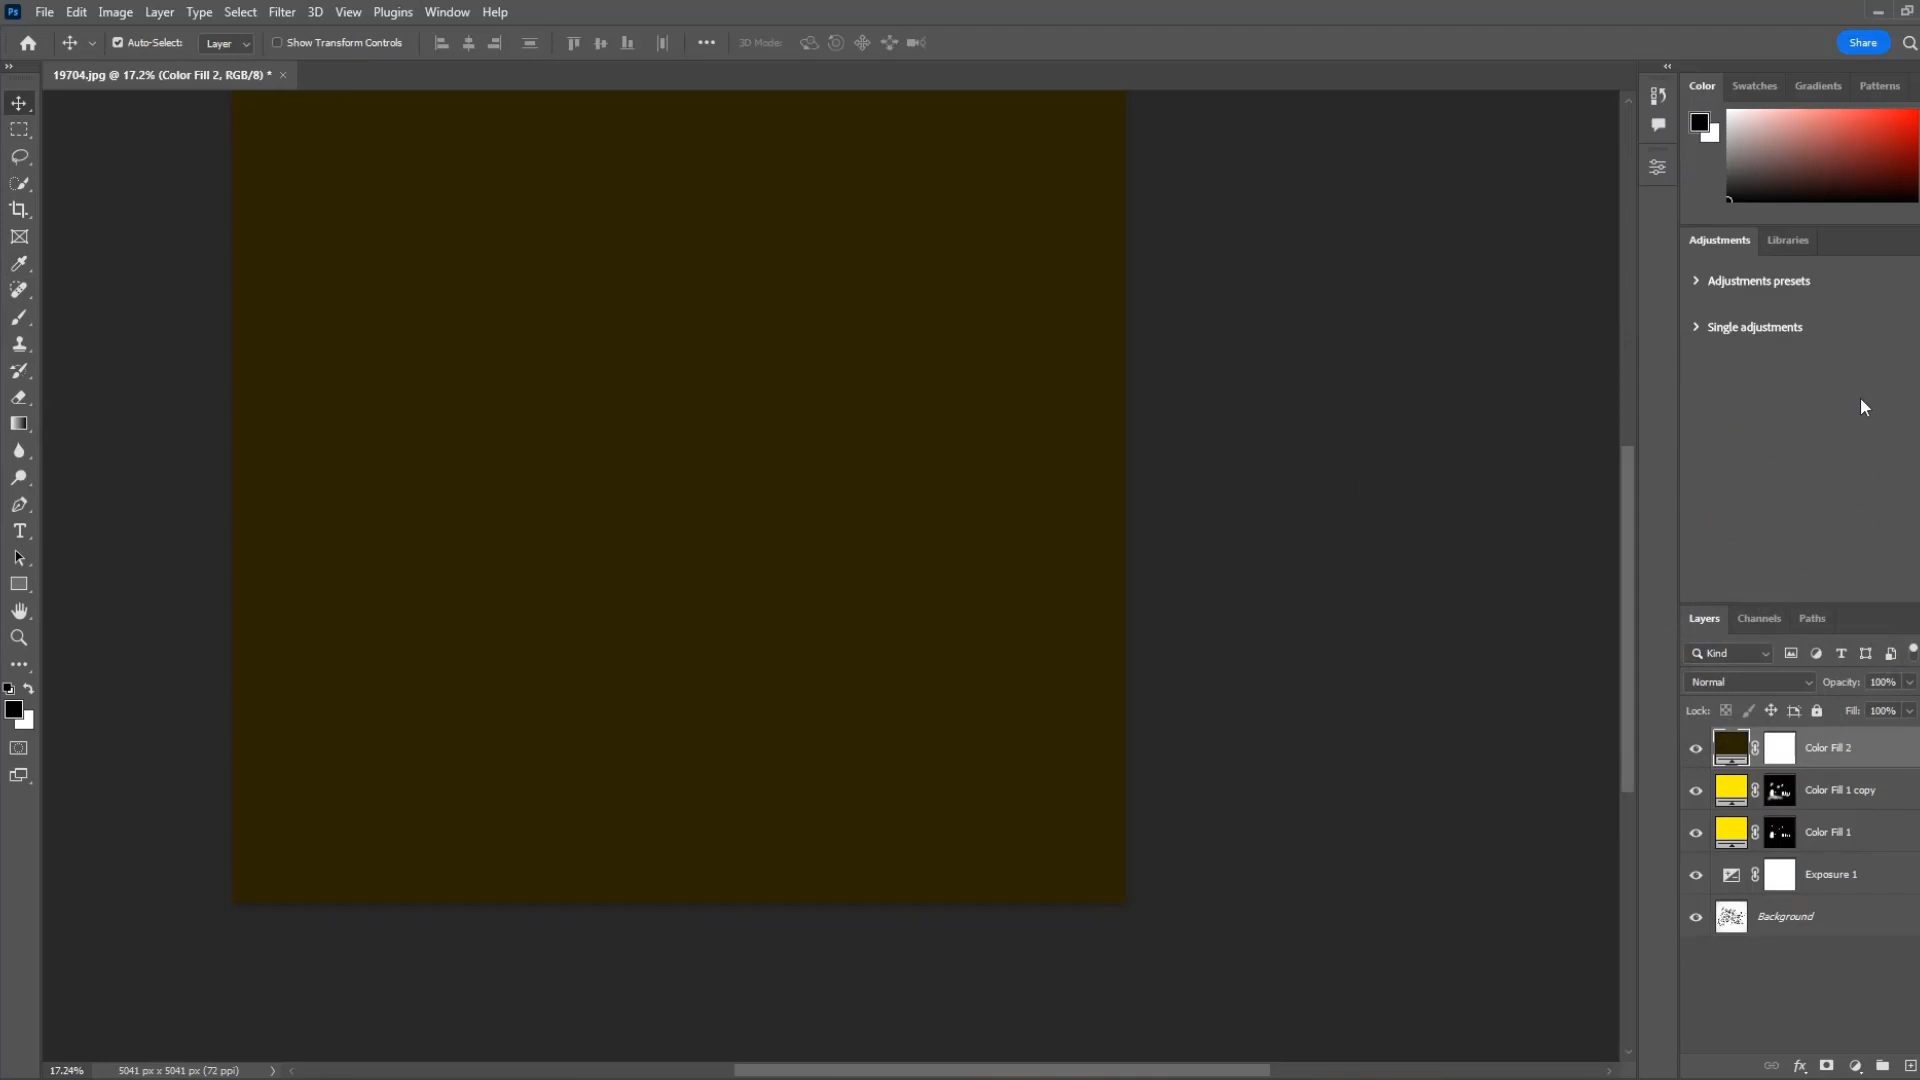 Ps File Edit Image Layer Type Select Filter 3D View Plugins Window Help
Auto-Select: Layer Show Transform Controls 3D Mode: Share
19704.jpg @ 17.2% (Color Fill 2, RGB/8) * ×
Color Swatches Gradients Patterns
Adjustments Libraries
Adjustments presets
Single adjustments
Layers Channels Paths
Kind
Normal Opacity: 100%
Lock: Fill: 100%
Color Fill 2
Color Fill 1 copy
Color Fill 1
Exposure 1
Background
17.24% 5041 px x 5041 px (72 ppi)